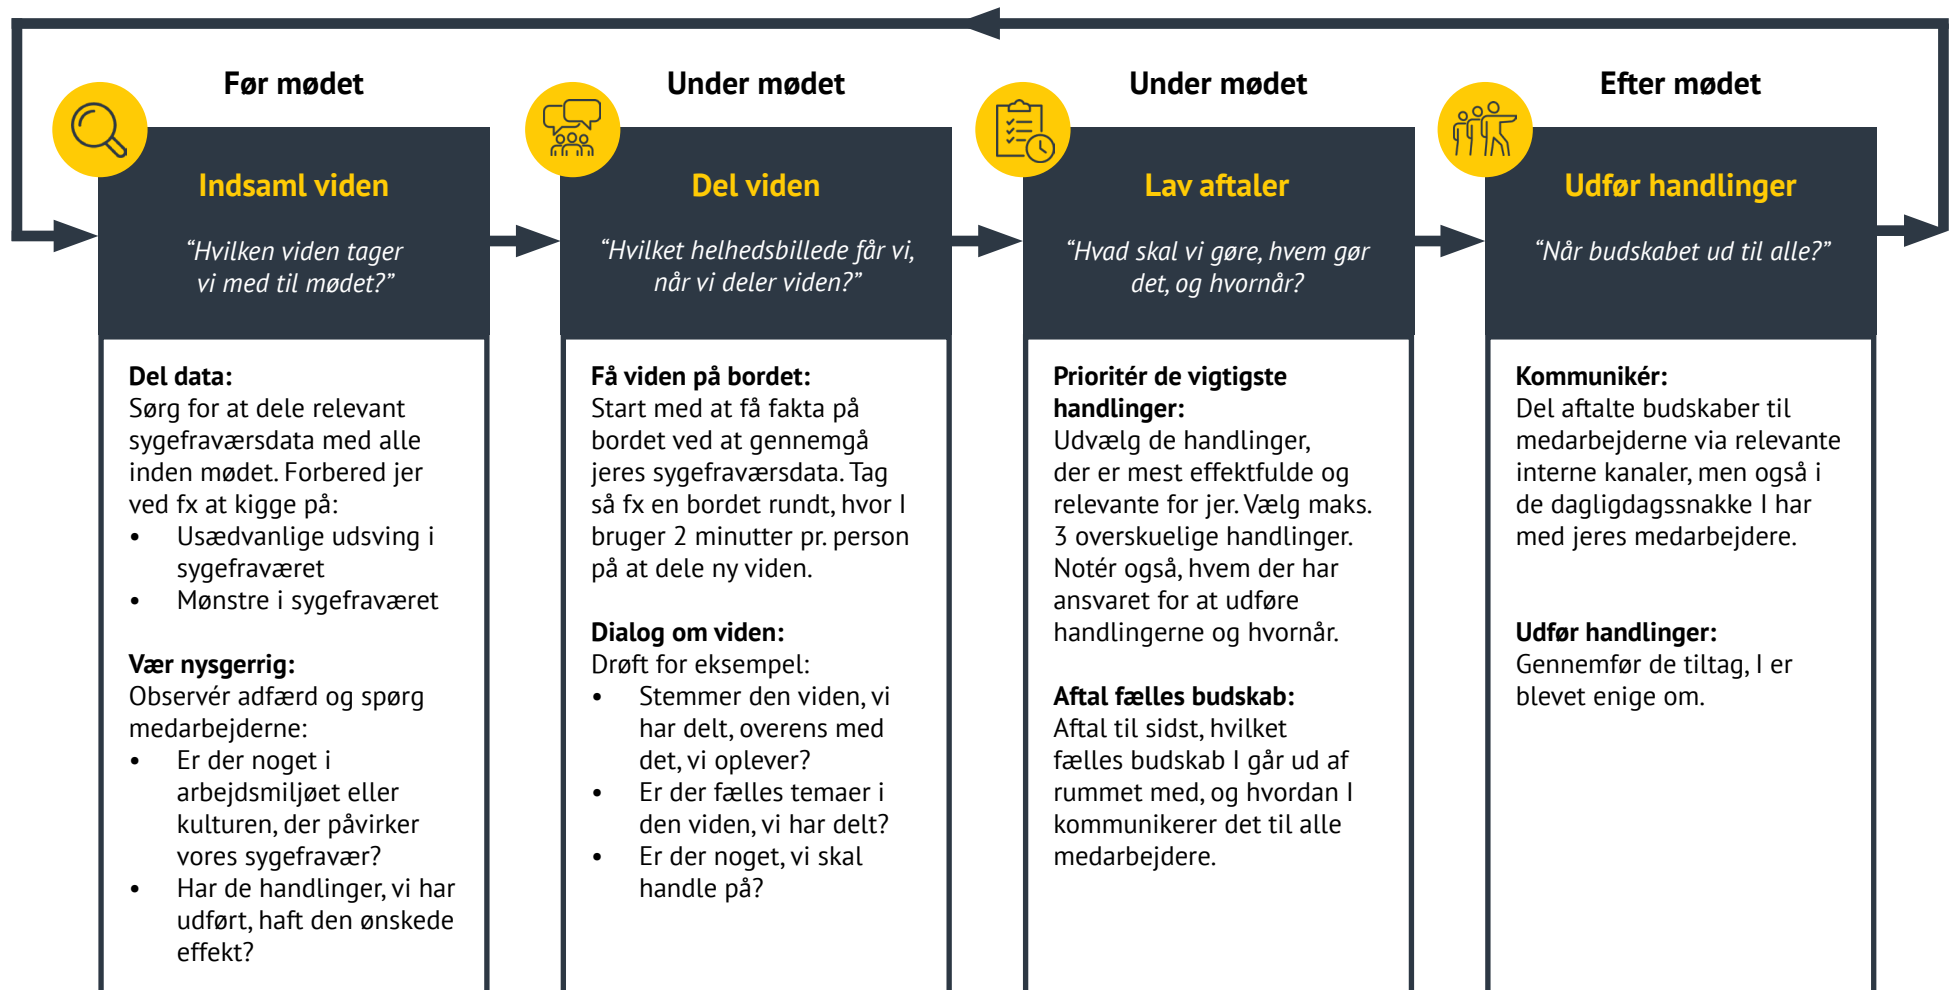 Før mødet
Indsaml viden
“Hvilken viden tager
vi med til mødet?”
Del data:
Sørg for at dele relevant
sygefraværsdata med alle
inden mødet. Forbered jer
ved fx at kigge på:
• Usædvanlige udsving i
sygefraværet
• Mønstre i sygefraværet
Vær nysgerrig:
Observér adfærd og spørg
medarbejderne:
• Er der noget i
arbejdsmiljøet eller
kulturen, der påvirker
vores sygefravær?
• Har de handlinger, vi har
udført, haft den ønskede
effekt?
Under mødet
Del viden
“Hvilket helhedsbillede får vi,
når vi deler viden?”
Få viden på bordet:
Start med at få fakta på
bordet ved at gennemgå
jeres sygefraværsdata. Tag
så fx en bordet rundt, hvor I
bruger 2 minutter pr. person
på at dele ny viden.
Dialog om viden:
Drøft for eksempel:
• Stemmer den viden, vi
har delt, overens med
det, vi oplever?
• Er der fælles temaer i
den viden, vi har delt?
• Er der noget, vi skal
handle på?
Under mødet
Lav aftaler
“Hvad skal vi gøre, hvem gør
det, og hvornår?
Prioritér de vigtigste
handlinger:
Udvælg de handlinger,
der er mest effektfulde og
relevante for jer. Vælg maks.
3 overskuelige handlinger.
Notér også, hvem der har
ansvaret for at udføre
handlingerne og hvornår.
Aftal fælles budskab:
Aftal til sidst, hvilket
fælles budskab I går ud af
rummet med, og hvordan I
kommunikerer det til alle
medarbejdere.
Efter mødet
Udfør handlinger
“Når budskabet ud til alle?”
Kommunikér:
Del aftalte budskaber til
medarbejderne via relevante
interne kanaler, men også i
de dagligdagssnakke I har
med jeres medarbejdere.
Udfør handlinger:
Gennemfør de tiltag, I er
blevet enige om.